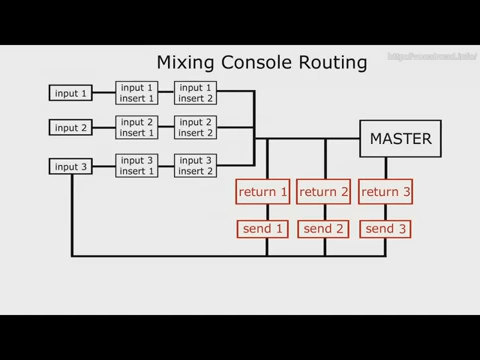 Mixing Console Routing
input 1
input 1
insert 1
input 1
insert 2
input 2
input 2
insert 1
input 2
insert 2
MASTER
input 3
input 3
insert 1
input 3
insert 2
return 1
return 2
return 3
send 1
send 2
send 3